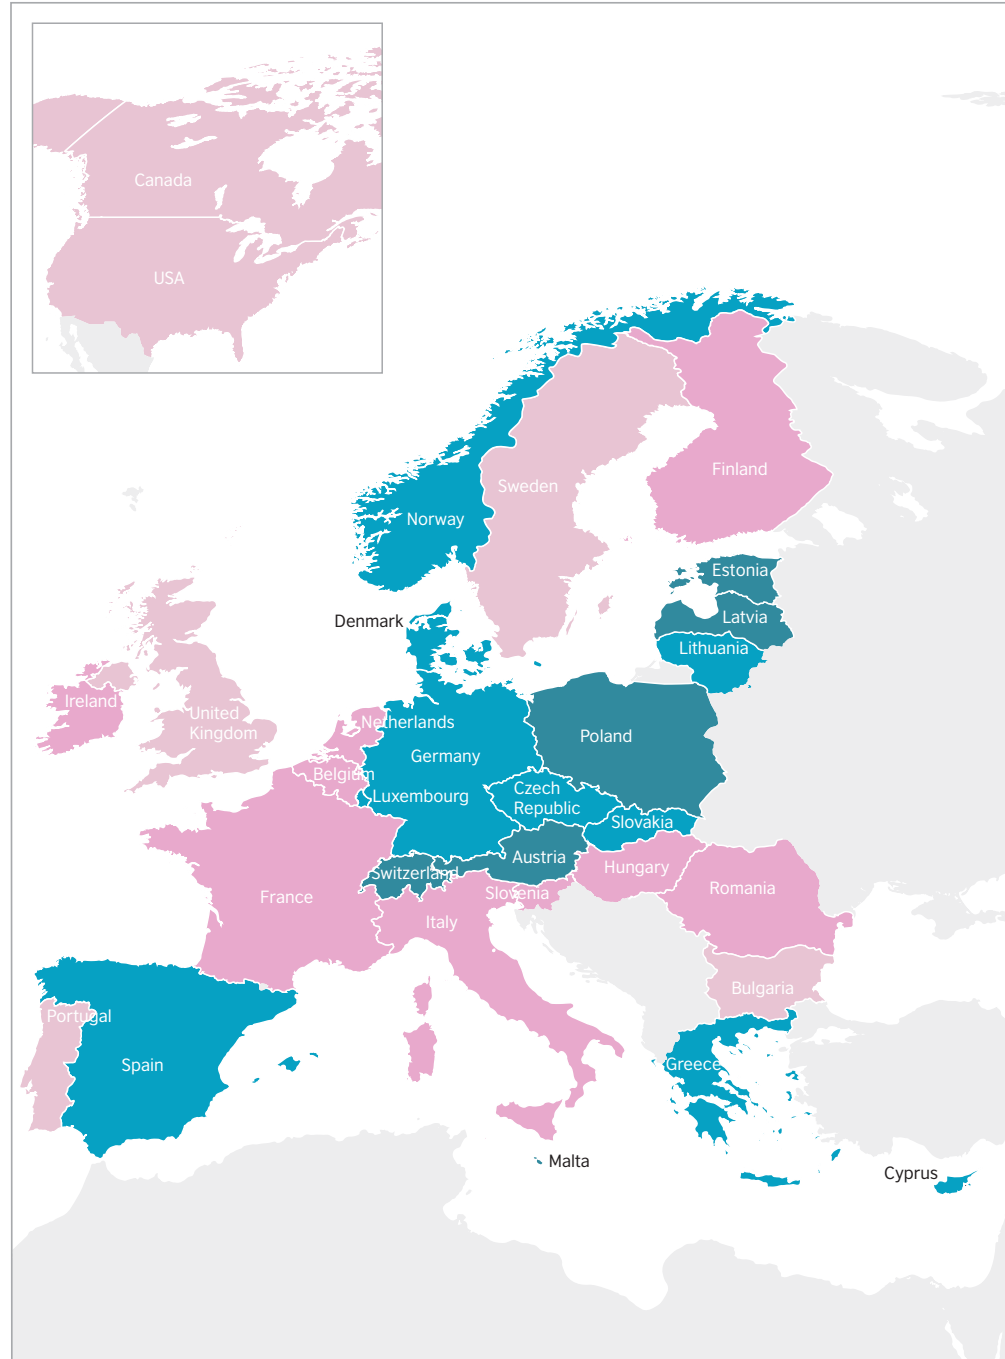 Canada
USA
Finland
Sweden
Norway
Estonia
Denmark
Latvia
Lithuania
Ireland
United
Kingdom
Netherlands
Poland
Germany
Belgium
Luxembourg
Czech
Republic
Slovakia
Austria
Switzerland
Hungary
Romania
Slovenia
France
Italy
Bulgaria
Portugal
Spain
Greece
Malta
Cyprus